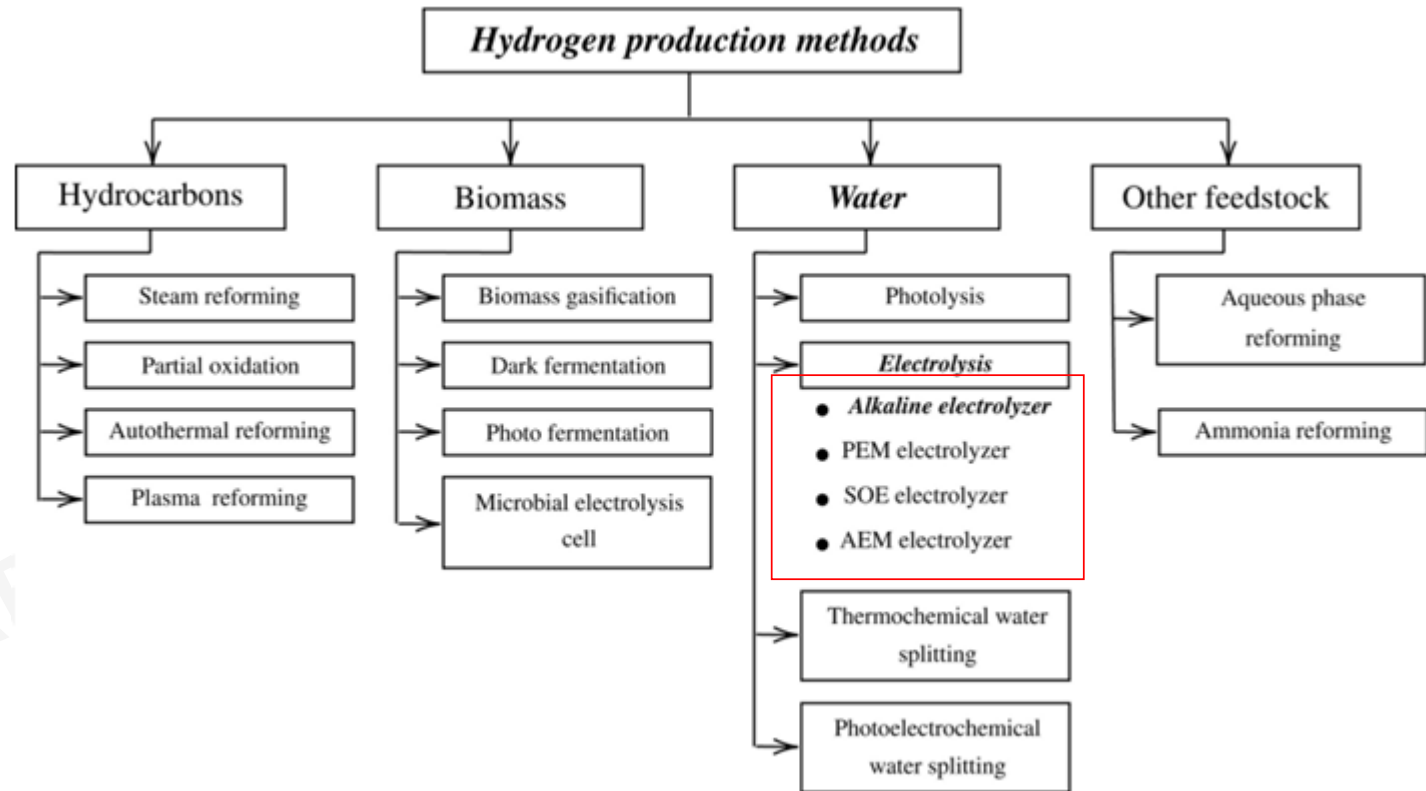 Hydrogen production methods
Hydrocarbons
Steam reforming
Partial oxidation
Autothermal reforming
Plasma reforming
Biomass
Biomass gasification
Dark fermentation
Photo fermentation
Microbial electrolysis
cell
Water
Photolysis
Electrolysis
● Alkaline electrolyzer
● PEM electrolyzer
● SOE electrolyzer
● AEM electrolyzer
Thermochemical water
splitting
Photoelectrochemical
water splitting
Other feedstock
Aqueous phase
reforming
Ammonia reforming